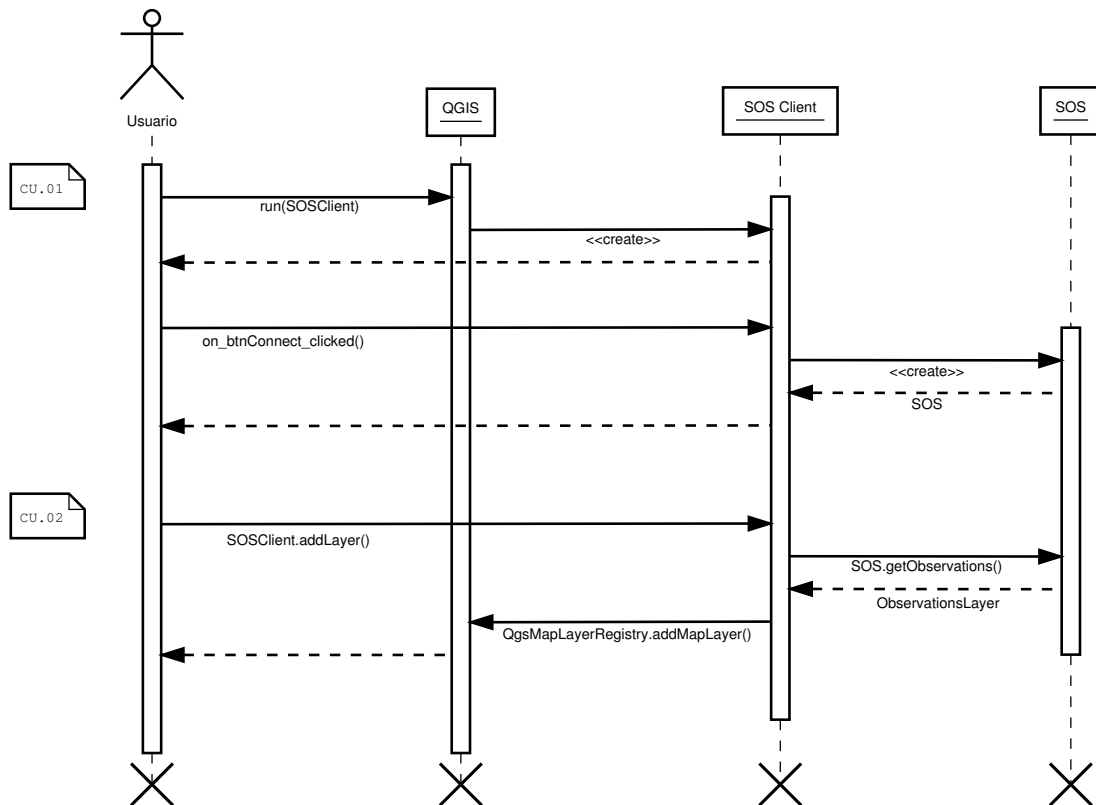 Usuario
QGIS
SOS Client
SOS
CU.01
run(SOSClient)
<<create>>
on_btnConnect_clicked()
<<create>>
SOS
CU.02
SOSClient.addLayer()
SOS.getObservations()
ObservationsLayer
QgsMapLayerRegistry.addMapLayer()